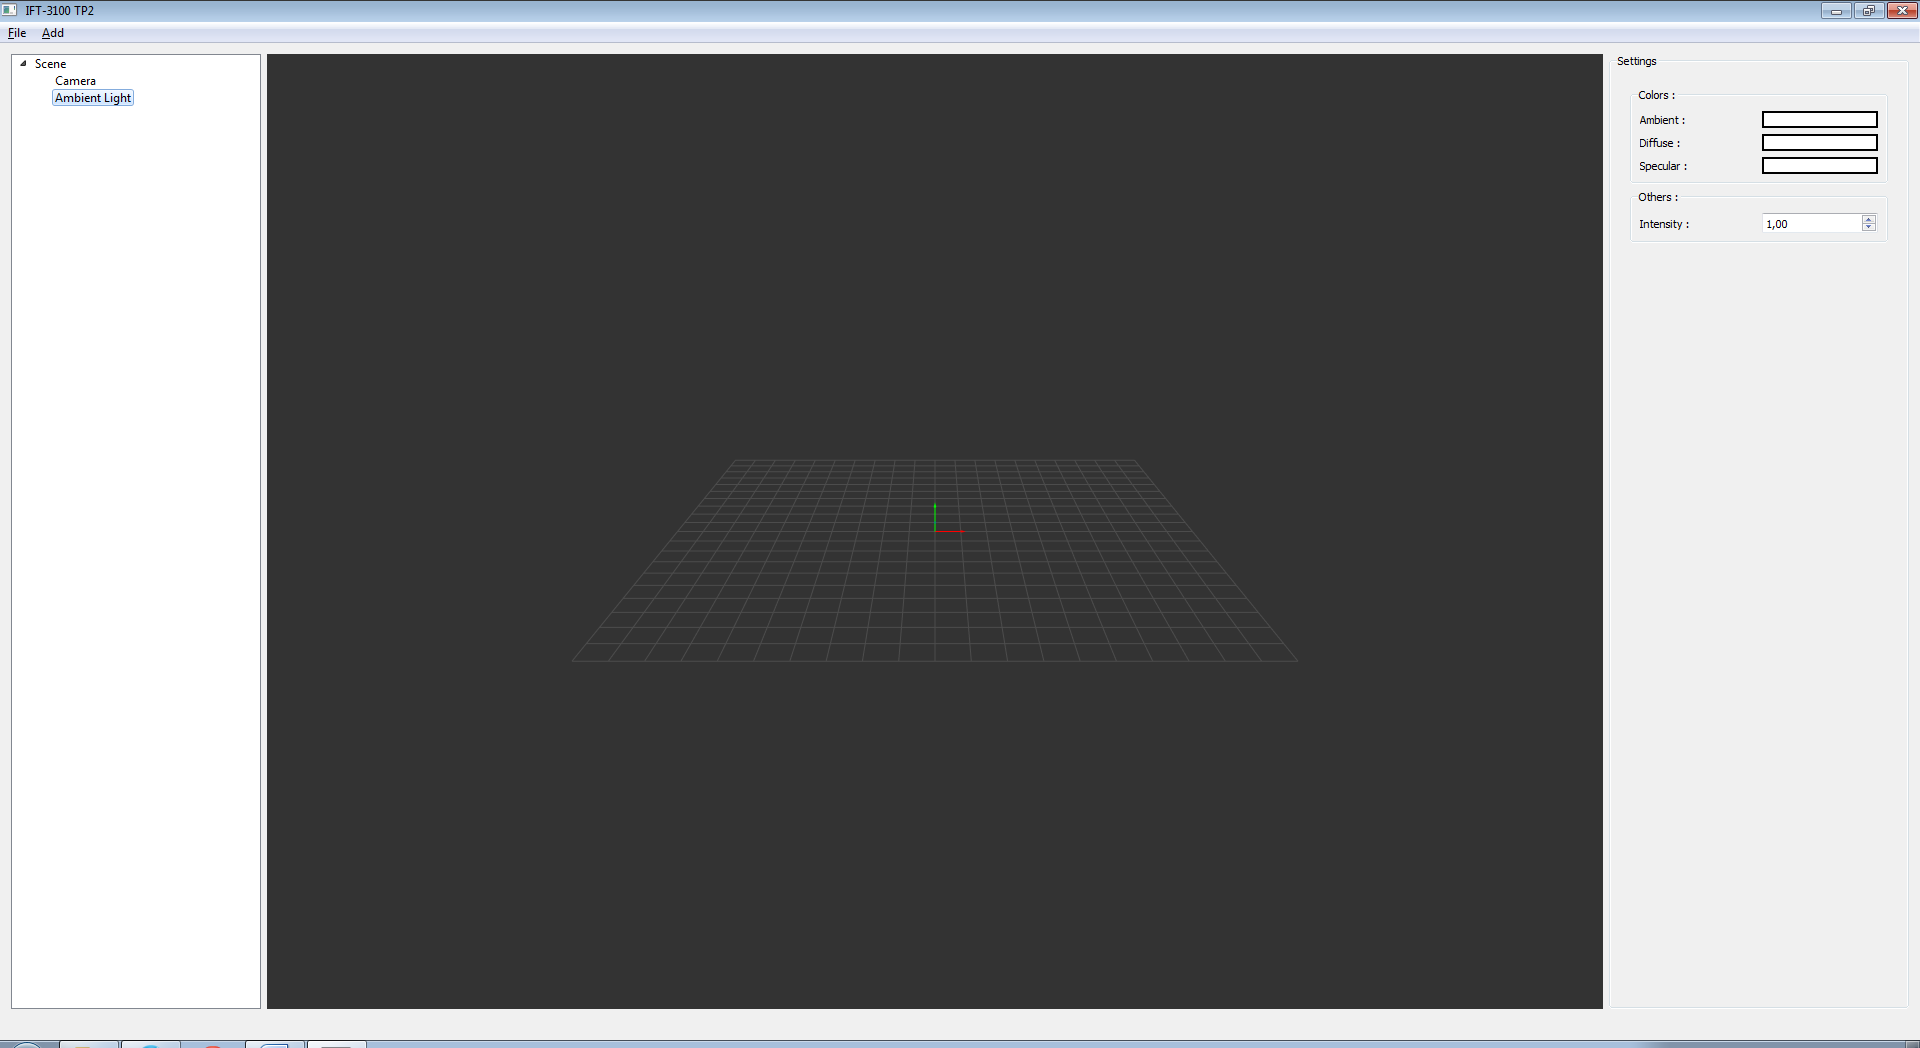 IFT-3100 TP2
File Add
Scene
Camera
Ambient Light
Settings
Colors :
Ambient :
Diffuse :
Specular :
Others :
Intensity : 1,00